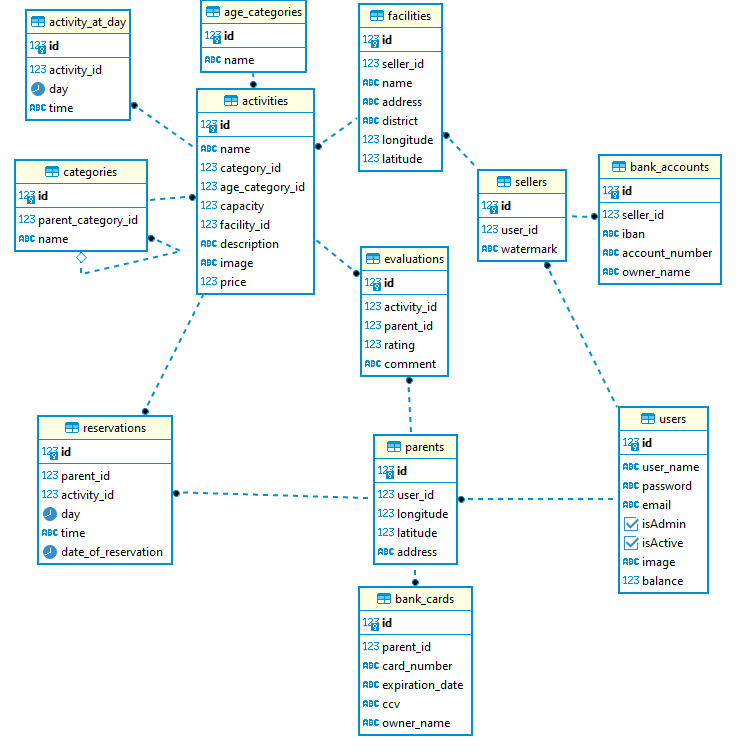 activity_at_day
123 id
123 activity_id
day
ABC time
age_categories
123 id
ABC name
facilities
123 id
123 seller_id
ABC name
ABC address
ABC district
123 longitude
123 latitude
activities
123 id
ABC name
123 category_id
123 age_category_id
123 capacity
123 facility_id
ABC description
ABC image
123 price
categories
123 id
123 parent_category_id
ABC name
sellers
123 id
123 user_id
ABC watermark
bank_accounts
123 id
123 seller_id
ABC iban
ABC account_number
ABC owner_name
evaluations
123 id
123 activity_id
123 parent_id
123 rating
ABC comment
reservations
123 id
123 parent_id
123 activity_id
day
ABC time
date_of_reservation
parents
123 id
123 user_id
123 longitude
123 latitude
ABC address
users
123 id
ABC user_name
ABC password
ABC email
isAdmin
isActive
ABC image
123 balance
bank_cards
123 id
123 parent_id
ABC card_number
ABC expiration_date
ABC ccv
ABC owner_name